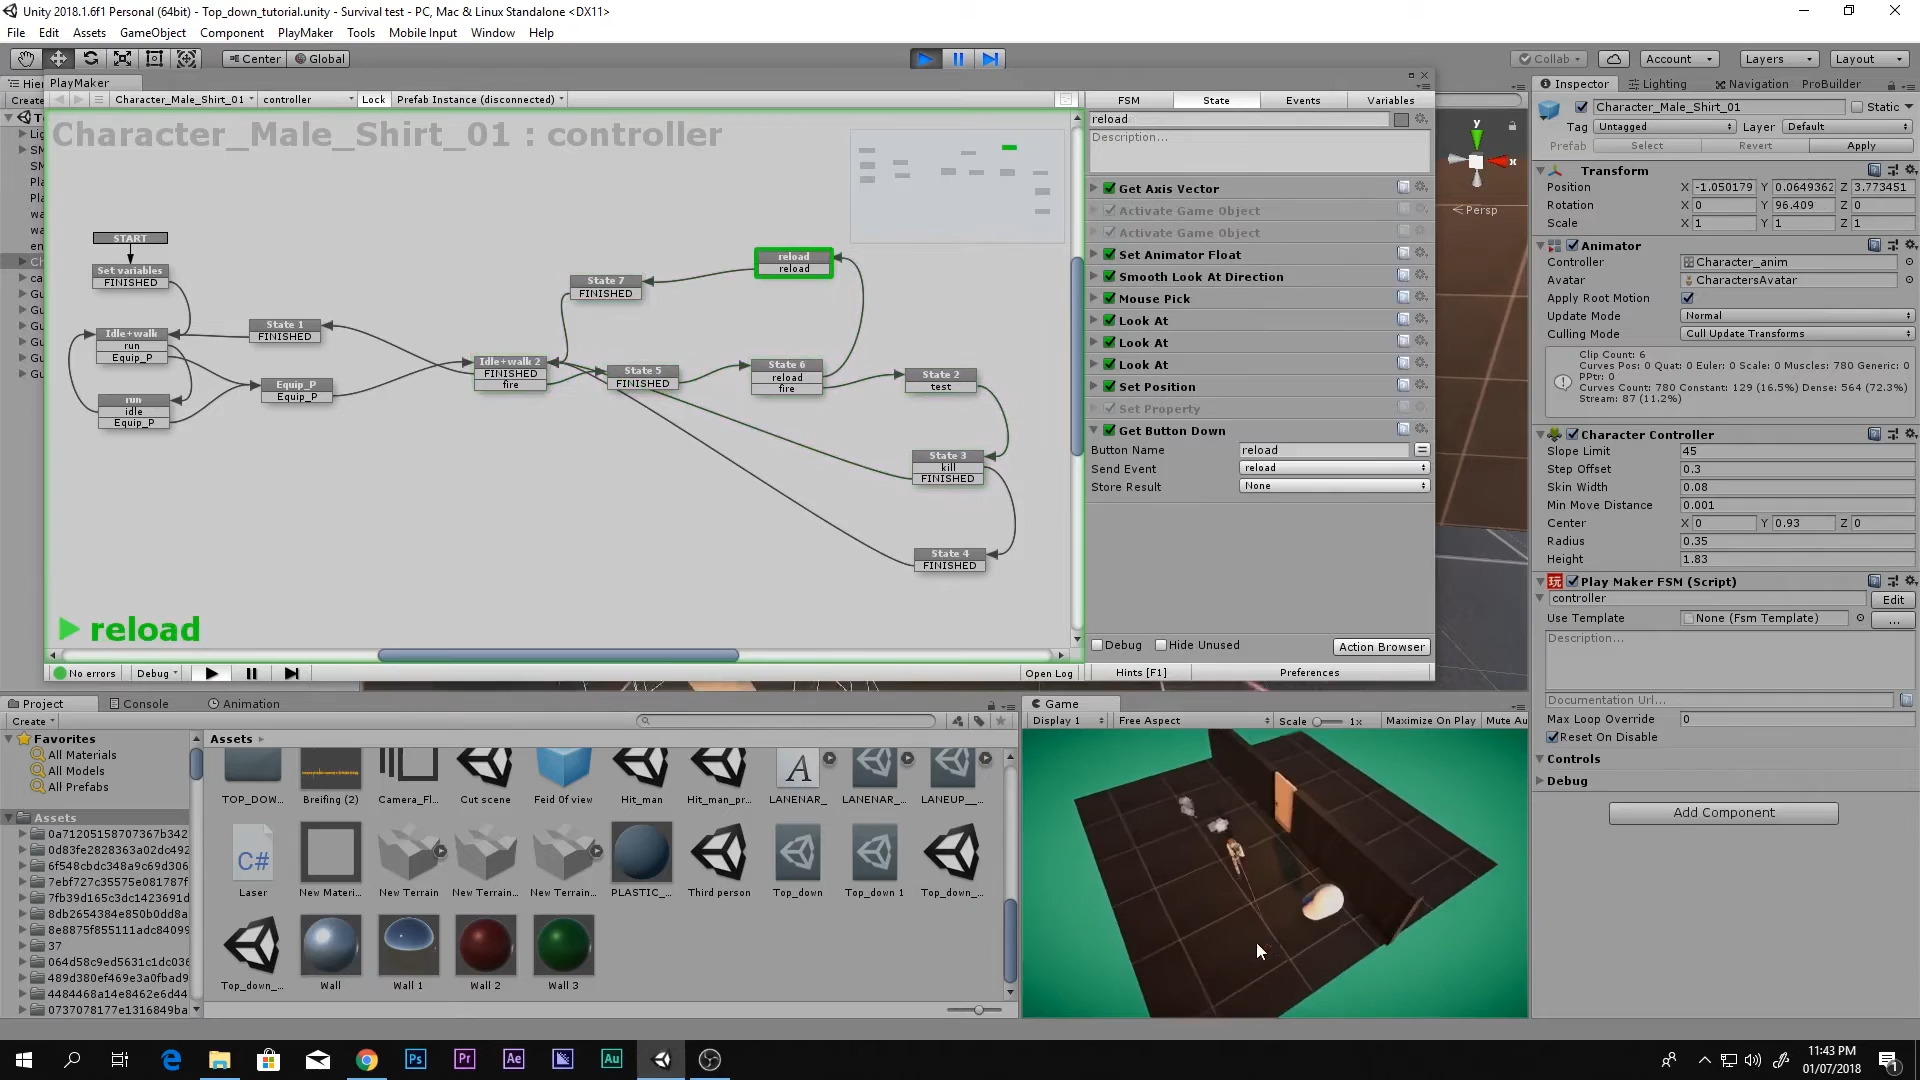 Unity 2018.1.6f1 Personal (64bit) - Top_down_tutorial.unity - Survival test - PC, Mac & Linux Standalone <DX11>
File Edit Assets GameObject Component PlayMaker Tools Mobile Input Window Help
Center Global Collab Account Layers Layout
Hier PlayMaker
Create Character_Male_Shirt_01 controller Lock Prefab Instance (disconnected)
Character_Male_Shirt_01 : controller
START
Set variables
FINISHED
Idle+walk
run
Equip_P
run
idle
Equip_P
State 1
FINISHED
Equip_P
Equip_P
Idle+walk 2
FINISHED
fire
State 7
FINISHED
State 5
FINISHED
reload
reload
State 6
reload
fire
State 2
test
State 3
kill
FINISHED
State 4
FINISHED
reload
No errors Debug Open Log
FSM State Events Variables
reload
Description...
Get Axis Vector
Activate Game Object
Activate Game Object
Set Animator Float
Smooth Look At Direction
Mouse Pick
Look At
Look At
Look At
Set Position
Set Property
Get Button Down
Button Name reload
Send Event reload
Store Result None
Debug Hide Unused Action Browser
Hints [F1] Preferences
y
x
Persp
Inspector Lighting Navigation ProBuilder
Character_Male_Shirt_01 Static
Tag Untagged Layer Default
Prefab Select Revert Apply
Transform
Position X -1.050179 Y 0.0649362 Z 3.773451
Rotation X 0 Y 96.409 Z 0
Scale X 1 Y 1 Z 1
Animator
Controller Character_anim
Avatar CharactersAvatar
Apply Root Motion
Update Mode Normal
Culling Mode Cull Update Transforms
Clip Count: 6
Curves Pos: 0 Quat: 0 Euler: 0 Scale: 0 Muscles: 780 Generic: 0
PPtr: 0
Curves Count: 780 Constant: 129 (16.5%) Dense: 564 (72.3%)
Stream: 87 (11.2%)
Character Controller
Slope Limit 45
Step Offset 0.3
Skin Width 0.08
Min Move Distance 0.001
Center X 0 Y 0.93 Z 0
Radius 0.35
Height 1.83
Play Maker FSM (Script)
controller Edit
Use Template None (Fsm Template) ...
Description...
Documentation Url...
Max Loop Override 0
Reset On Disable
Controls
Debug
Add Component
Project Console Animation
Create
Favorites
All Materials
All Models
All Prefabs
Assets
0a71205158707367b342
0d83fe2828363a02dc492
6f548cbdc348a9c69d306
7ebf727c35575e081787f
7fb39d165c3dc1423691d
8db2654384e850b0dd8a
8e8875f855111adc84099
37
064d58c9ed5631c1dc036
489d380ef469e3a0fbad9
4484468a14e8462e6d44
0737078177e1316849ba
Assets
TOP_DOW... Breifing (2) Camera_Fl... Cut scene Feid Of view Hit_man Hit_man_pr... LANENAR_ LANENAR_... LANEUP__...
C#
Laser New Materi... New Terrain New Terrain... New Terrain... PLASTIC_... Third person Top_down Top_down 1 Top_down_...
Top_down_... Wall Wall 1 Wall 2 Wall 3
Game
Display 1 Free Aspect Scale 1x Maximize On Play Mute Au
Ps Pr Ae Au
11:43 PM
01/07/2018
1